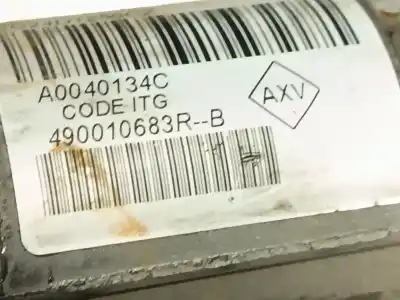 A0040134C
CODE ITG
AXV
490010683R--B